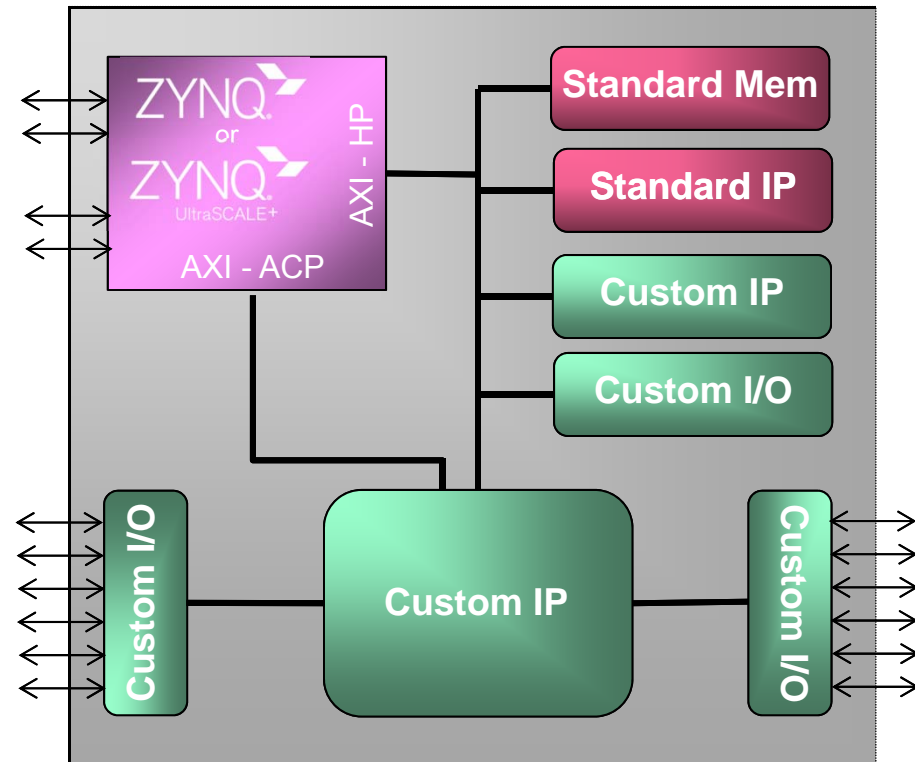 ZYNQ®
or
ZYNQ®
UltraSCALE+
AXI - HP
AXI - ACP
Standard Mem
Standard IP
Custom IP
Custom I/O
Custom I/O
Custom IP
Custom I/O